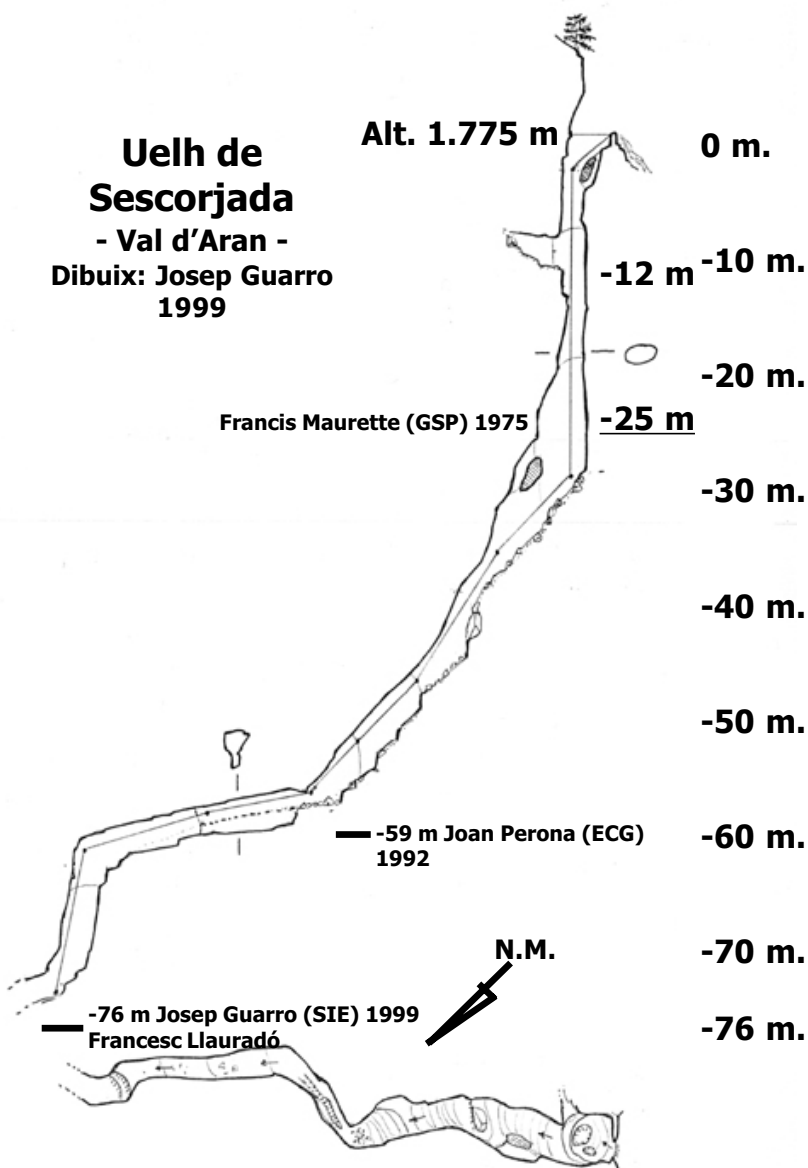 Uelh de
Sescorjada
- Val d'Aran -
Dibuix: Josep Guarro
1999
Alt. 1.775 m
0 m.
-12 m
-10 m.
-20 m.
Francis Maurette (GSP) 1975
-25 m
-30 m.
-40 m.
-50 m.
-59 m Joan Perona (ECG)
1992
-60 m.
N.M.
-70 m.
-76 m Josep Guarro (SIE) 1999
Francesc Llauradó
-76 m.